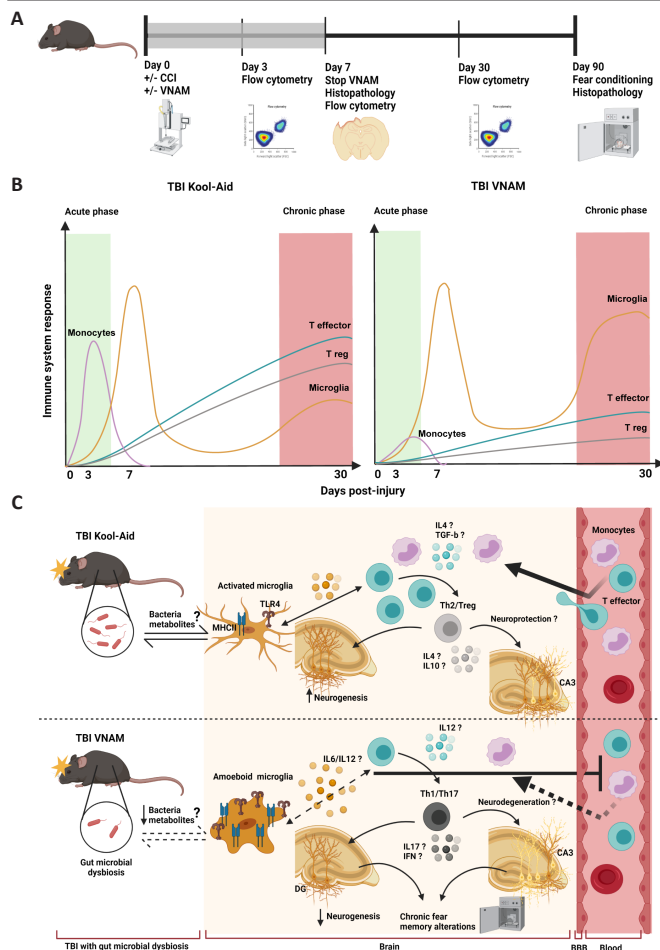 A
Day 0
+/- CCI
+/- VNAM
Day 3
Flow cytometry
Day 7
Stop VNAM
Histopathology
Flow cytometry
Day 30
Flow cytometry
Day 90
Fear conditioning
Histopathology
B
TBI Kool-Aid
TBI VNAM
Acute phase
Chronic phase
Acute phase
Chronic phase
Immune system response
Monocytes
T effector
T reg
Microglia
Microglia
T effector
T reg
Monocytes
0 3 7 30
0 3 7 30
Days post-injury
C
TBI Kool-Aid
Bacteria
metabolites
?
Activated microglia
TLR4
MHCII
IL4 ?
TGF-b ?
Th2/Treg
IL4 ?
IL10 ?
Neuroprotection ?
CA3
Neurogenesis
Monocytes
T effector
TBI VNAM
Bacteria
metabolites
?
Gut microbial
dysbiosis
Amoeboid microglia
IL6/IL12 ?
IL12 ?
Th1/Th17
IL17 ?
IFN ?
Neurodegeneration ?
CA3
DG
Neurogenesis
Chronic fear
memory alterations
TBI with gut microbial dysbiosis
Brain
BBB
Blood